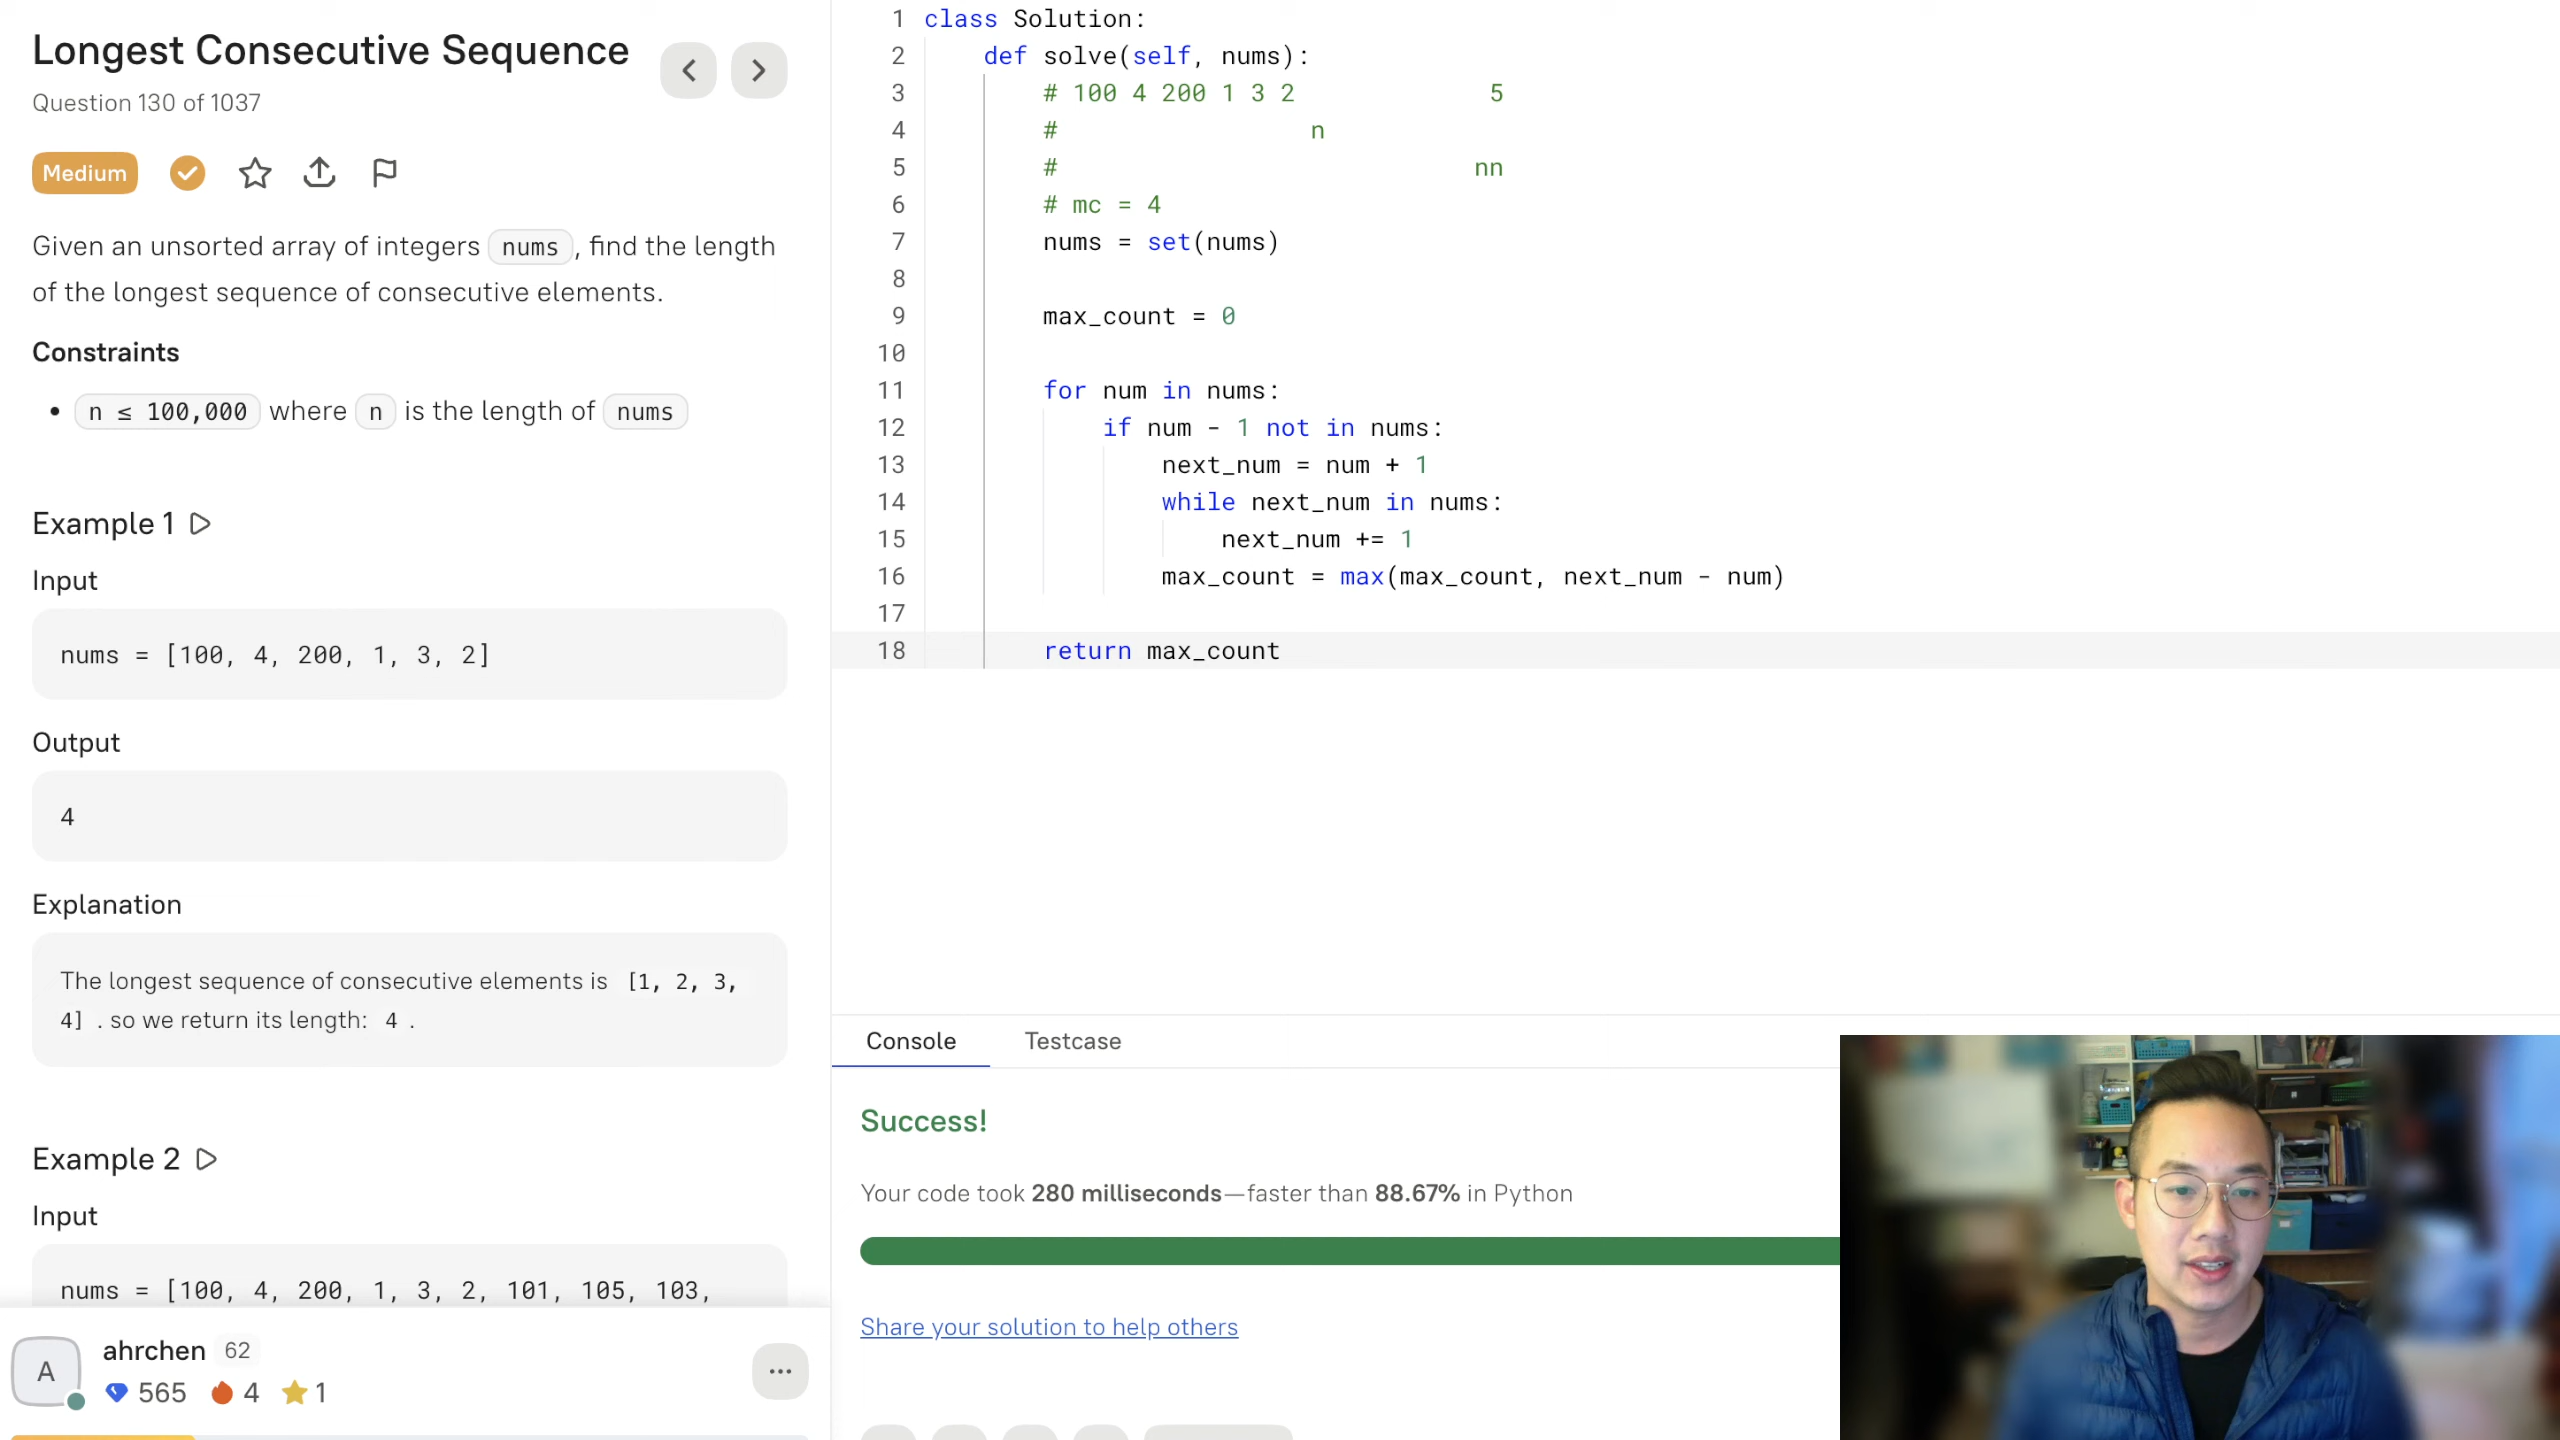 Longest Consecutive Sequence
Question 130 of 1037
Medium
Given an unsorted array of integers nums, find the length
of the longest sequence of consecutive elements.
Constraints
• n ≤ 100,000 where n is the length of nums
Example 1
Input
nums = [100, 4, 200, 1, 3, 2]
Output
4
Explanation
The longest sequence of consecutive elements is [1, 2, 3,
4] . so we return its length: 4 .
Example 2
Input
nums = [100, 4, 200, 1, 3, 2, 101, 105, 103,
A
ahrchen 62
565 4 1
1 class Solution:
2 def solve(self, nums):
3 # 100 4 200 1 3 2 5
4 # n
5 # nn
6 # mc = 4
7 nums = set(nums)
8
9 max_count = 0
10
11 for num in nums:
12 if num - 1 not in nums:
13 next_num = num + 1
14 while next_num in nums:
15 next_num += 1
16 max_count = max(max_count, next_num - num)
17
18 return max_count
Console Testcase
Success!
Your code took 280 milliseconds—faster than 88.67% in Python
Share your solution to help others